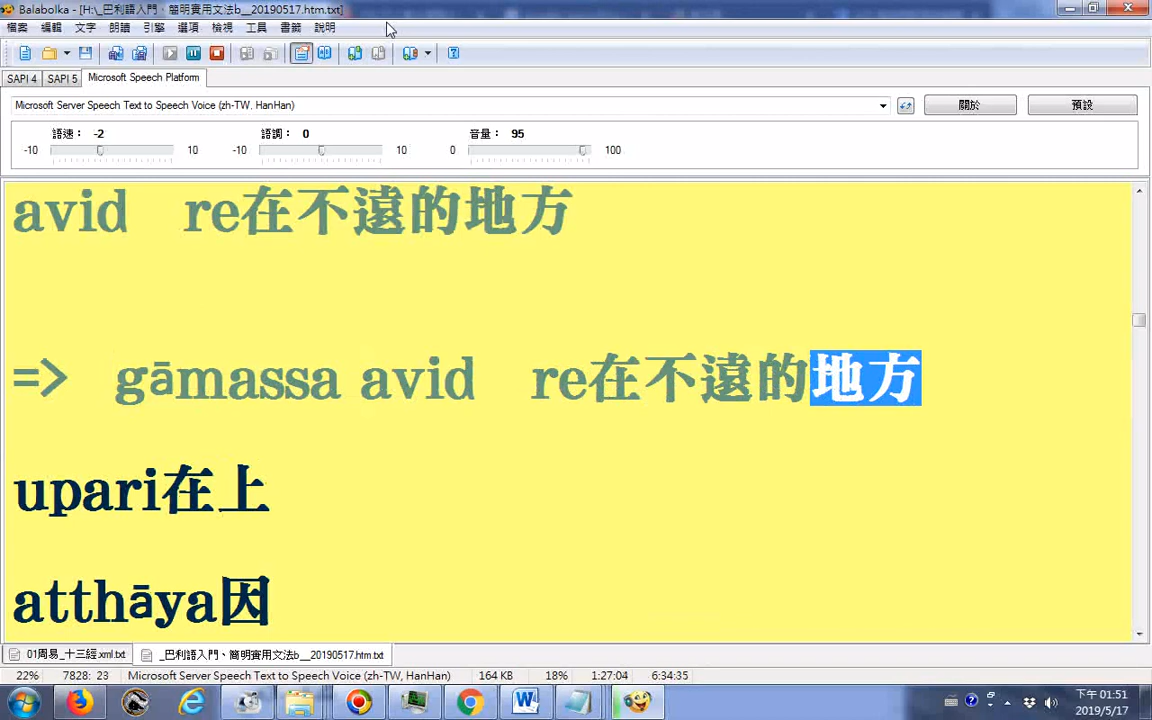 Balabolka - [H:\_巴利語入門、簡明實用文法b__20190517.htm.txt]
檔案 編輯 文字 朗讀 引擎 選項 檢視 工具 書籤 說明
SAPI 4 SAPI 5 Microsoft Speech Platform
Microsoft Server Speech Text to Speech Voice (zh-TW, HanHan) 關於 預設
語速： -2 語調： 0 音量： 95
-10 10 -10 10 0 100
avid re在不遠的地方
=> gāmassa avid re在不遠的地方
upari在上
atthāya因
01周易_十三經.xml.txt _巴利語入門、簡明實用文法b__20190517.htm.txt
22% 7828: 23 Microsoft Server Speech Text to Speech Voice (zh-TW, HanHan) 164 KB 18% 1:27:04 6:34:35
下午 01:51
2019/5/17